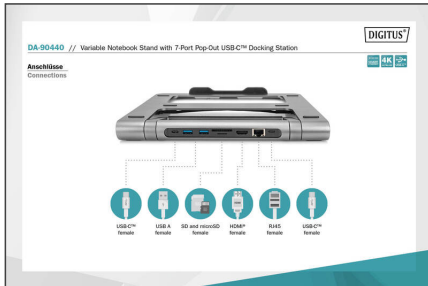 DIGITUS®
DA-90440 // Variable Notebook Stand with 7-Port Pop-Out USB-C™ Docking Station
4K
Anschlüsse
Connections
USB-C™
female
USB A
female
SD and microSD
female
HDMI®
female
RJ45
female
USB-C™
female